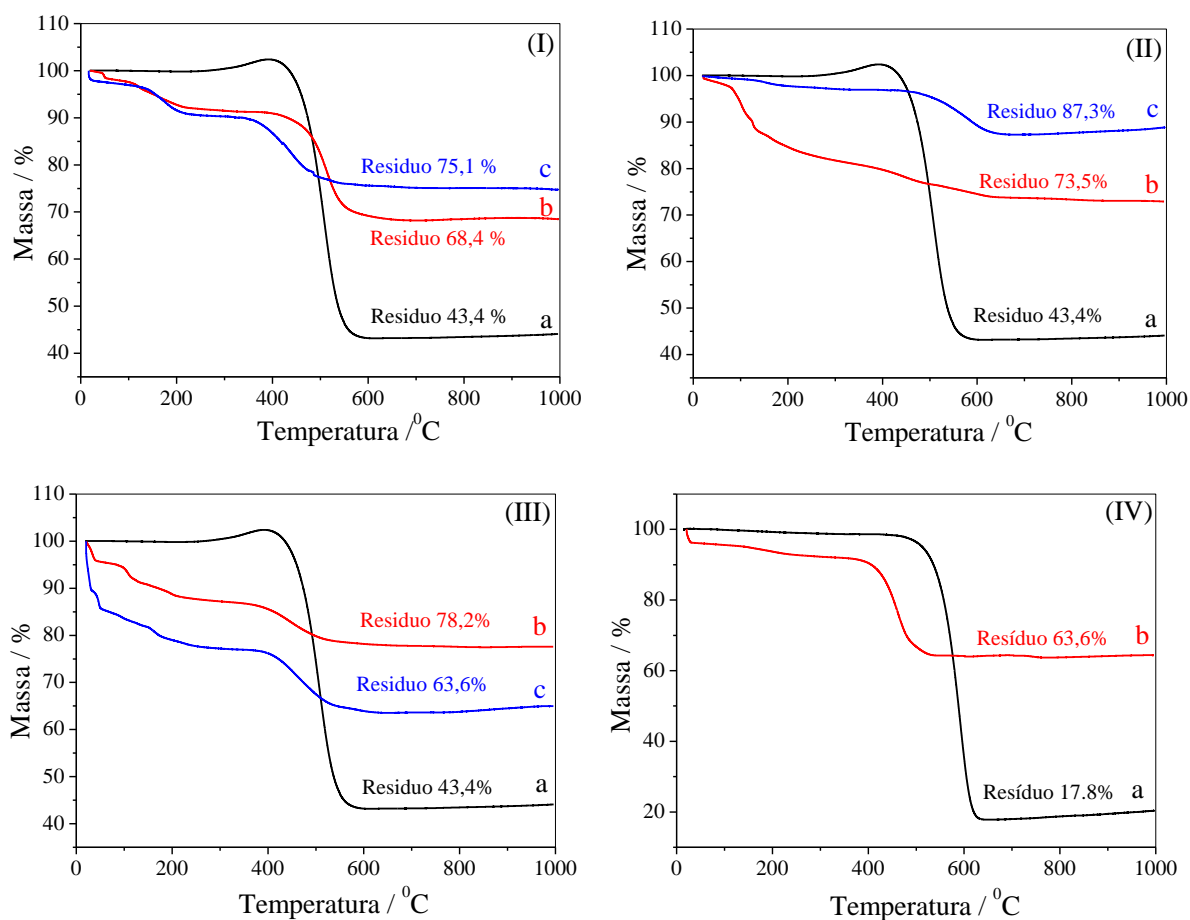 (I)
110
100
90
80
70
60
50
40
Massa / %
Residuo 75,1 %
c
b
Residuo 68,4 %
Residuo 43,4 %
a
0 200 400 600 800 1000
Temperatura / ⁰C
(II)
110
100
90
80
70
60
50
40
Massa / %
Residuo 87,3%
c
Residuo 73,5%
b
Residuo 43,4%
a
0 200 400 600 800 1000
Temperatura / ⁰C
(III)
110
100
90
80
70
60
50
40
Massa / %
Residuo 78,2%
b
Residuo 63,6%
c
Residuo 43,4%
a
0 200 400 600 800 1000
Temperatura / ⁰C
(IV)
100
80
60
40
20
Massa / %
Resíduo 63,6%
b
Resíduo 17.8%
a
0 200 400 600 800 1000
Temperatura / ⁰C